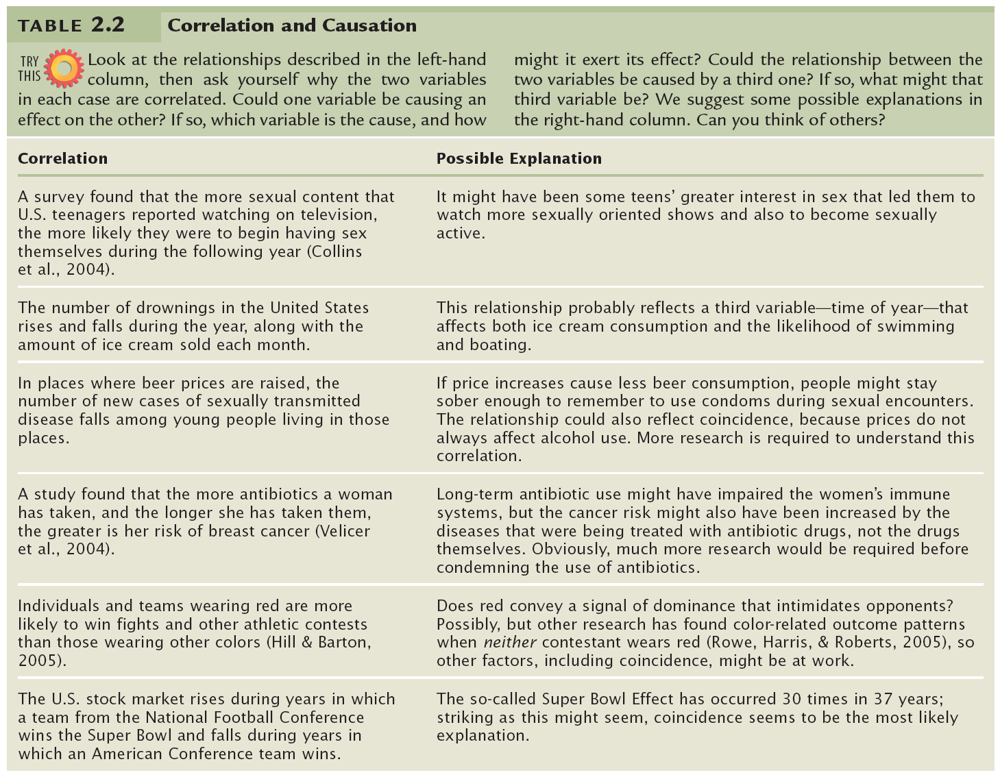 TABLE 2.2 Correlation and Causation
TRY THIS
Look at the relationships described in the left-hand
column, then ask yourself why the two variables
in each case are correlated. Could one variable be causing an
effect on the other? If so, which variable is the cause, and how
might it exert its effect? Could the relationship between the
two variables be caused by a third one? If so, what might that
third variable be? We suggest some possible explanations in
the right-hand column. Can you think of others?
Correlation
Possible Explanation
A survey found that the more sexual content that
U.S. teenagers reported watching on television,
the more likely they were to begin having sex
themselves during the following year (Collins
et al., 2004).
It might have been some teens’ greater interest in sex that led them to
watch more sexually oriented shows and also to become sexually
active.
The number of drownings in the United States
rises and falls during the year, along with the
amount of ice cream sold each month.
This relationship probably reflects a third variable—time of year—that
affects both ice cream consumption and the likelihood of swimming
and boating.
In places where beer prices are raised, the
number of new cases of sexually transmitted
disease falls among young people living in those
places.
If price increases cause less beer consumption, people might stay
sober enough to remember to use condoms during sexual encounters.
The relationship could also reflect coincidence, because prices do not
always affect alcohol use. More research is required to understand this
correlation.
A study found that the more antibiotics a woman
has taken, and the longer she has taken them,
the greater is her risk of breast cancer (Velicer
et al., 2004).
Long-term antibiotic use might have impaired the women’s immune
systems, but the cancer risk might also have been increased by the
diseases that were being treated with antibiotic drugs, not the drugs
themselves. Obviously, much more research would be required before
condemning the use of antibiotics.
Individuals and teams wearing red are more
likely to win fights and other athletic contests
than those wearing other colors (Hill & Barton,
2005).
Does red convey a signal of dominance that intimidates opponents?
Possibly, but other research has found color-related outcome patterns
when neither contestant wears red (Rowe, Harris, & Roberts, 2005), so
other factors, including coincidence, might be at work.
The U.S. stock market rises during years in which
a team from the National Football Conference
wins the Super Bowl and falls during years in
which an American Conference team wins.
The so-called Super Bowl Effect has occurred 30 times in 37 years;
striking as this might seem, coincidence seems to be the most likely
explanation.